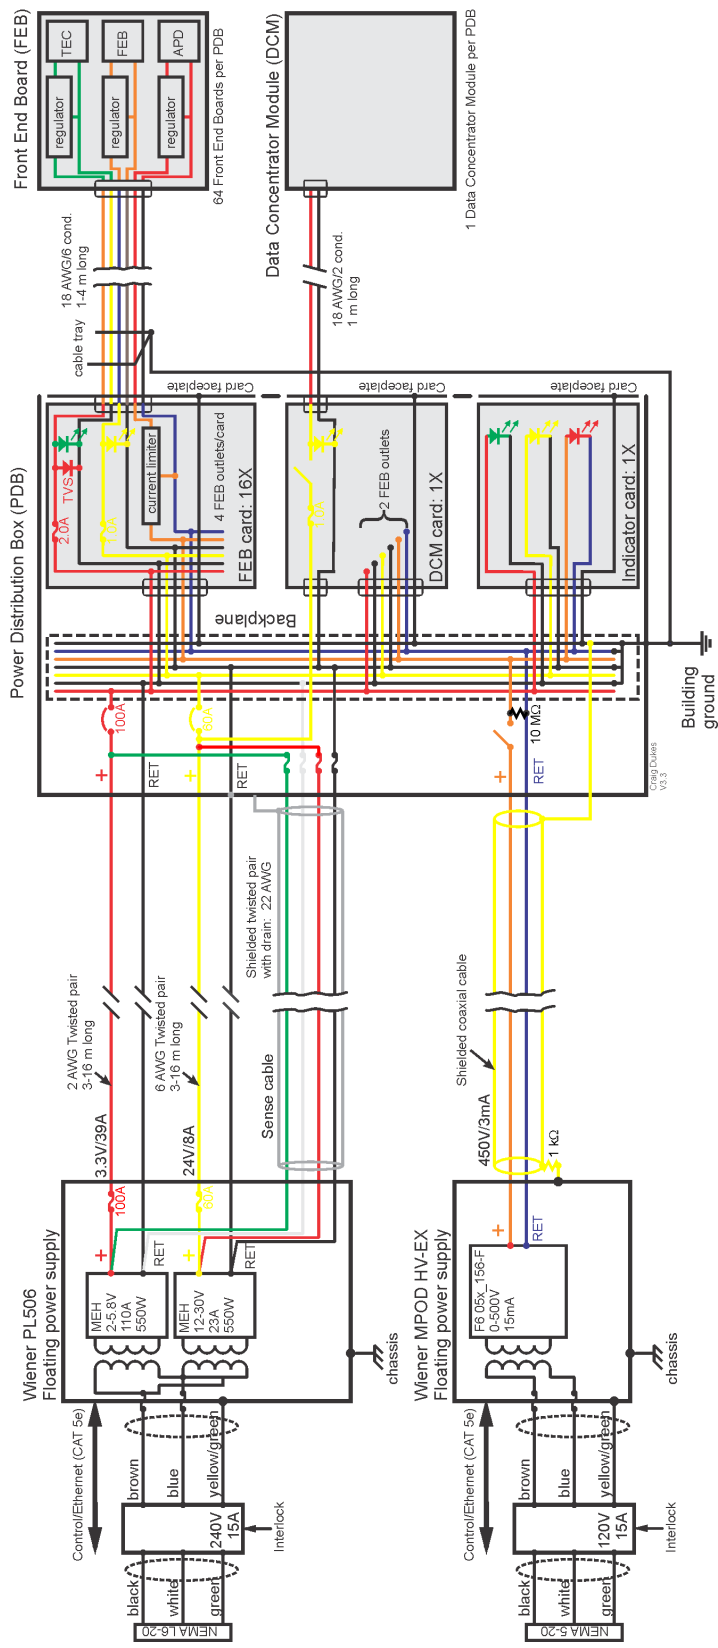 Front End Board (FEB)
TEC
FEB
APD
regulator
regulator
regulator
64 Front End Boards per PDB
Data Concentrator Module (DCM)
1 Data Concentrator Module per PDB
18 AWG/6 cond.
1-4 m long
18 AWG/2 cond.
1 m long
cable tray
Power Distribution Box (PDB)
Card faceplate
Card faceplate
Card faceplate
TVS
2.0A
current limiter
4 FEB outlets/card
FEB card: 16X
2 FEB outlets
DCM card: 1X
Indicator card: 1X
Backplane
100A
60A
10 MΩ
+
RET
+
RET
+
RET
Building
ground
Craig Dukes
V3.3
Shielded twisted pair
with drain: 22 AWG
2 AWG Twisted pair
3-16 m long
6 AWG Twisted pair
3-16 m long
Sense cable
Shielded coaxial cable
3.3V/39A
24V/8A
450V/3mA
1 kΩ
100A
60A
+
RET
+
RET
+
RET
Wiener PL506
Floating power supply
MEH
2-5.8V
110A
550W
MEH
12-30V
23A
550W
chassis
Wiener MPOD HV-EX
Floating power supply
F6 05x_156-F
0-500V
15mA
chassis
Control/Ethernet (CAT 5e)
brown
blue
yellow/green
240V
15A
Interlock
black
white
green
NEMA L6-20
Control/Ethernet (CAT 5e)
brown
blue
yellow/green
120V
15A
Interlock
black
white
green
NEMA 5-20